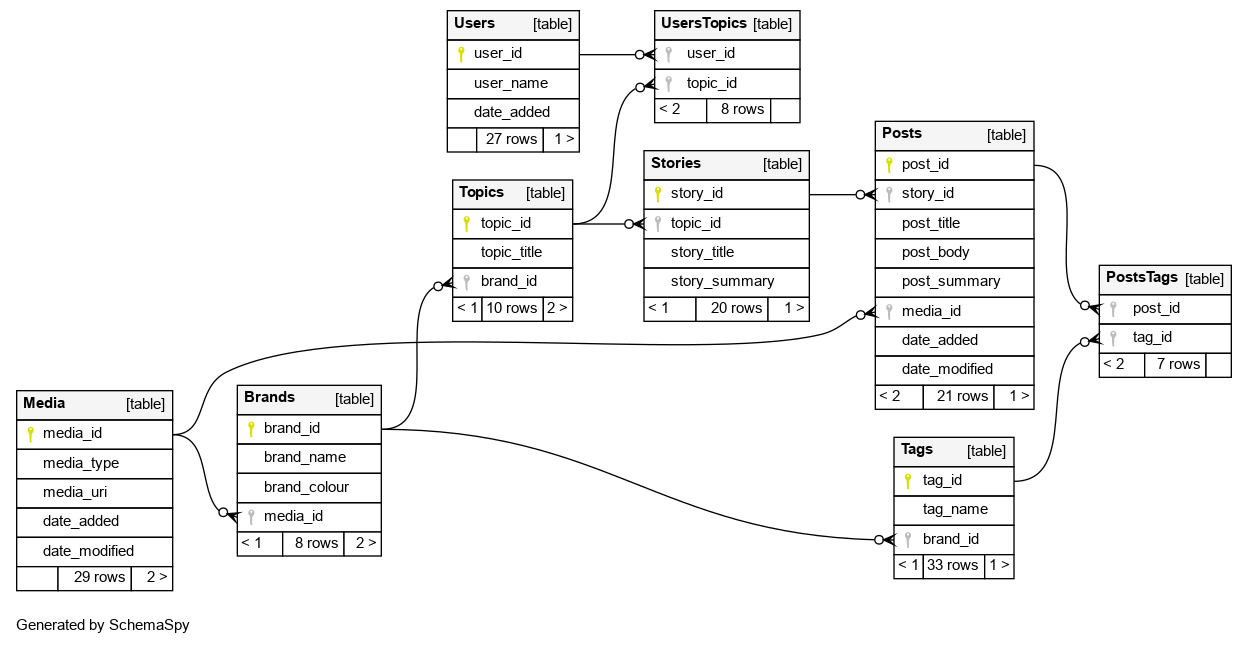 Users [table]
user_id
user_name
date_added
27 rows 1 >
UsersTopics [table]
user_id
topic_id
< 2 8 rows
Topics [table]
topic_id
topic_title
brand_id
< 1 10 rows 2 >
Stories [table]
story_id
topic_id
story_title
story_summary
< 1 20 rows 1 >
Posts [table]
post_id
story_id
post_title
post_body
post_summary
media_id
date_added
date_modified
< 2 21 rows 1 >
PostsTags [table]
post_id
tag_id
< 2 7 rows
Media [table]
media_id
media_type
media_uri
date_added
date_modified
29 rows 2 >
Brands [table]
brand_id
brand_name
brand_colour
media_id
< 1 8 rows 2 >
Tags [table]
tag_id
tag_name
brand_id
< 1 33 rows 1 >
Generated by SchemaSpy